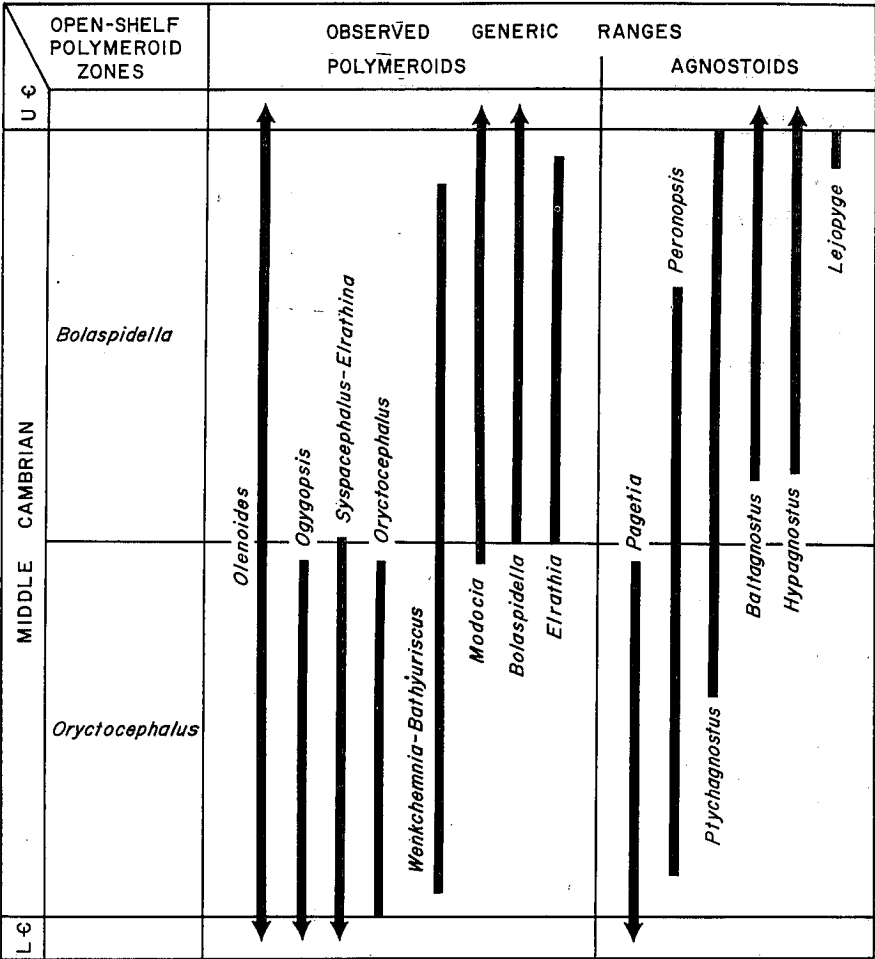 OPEN-SHELF
POLYMEROID
ZONES
OBSERVED GENERIC RANGES
POLYMEROIDS
AGNOSTOIDS
U Є
MIDDLE CAMBRIAN
L Є
Bolaspidella
Oryctocephalus
Olenoides
Ogygopsis
Syspacephalus-Elrathina
Oryctocephalus
Wenkchemnia-Bathyuriscus
Modocia
Bolaspidella
Elrathia
Pagetia
Peronopsis
Ptychagnostus
Baltagnostus
Hypagnostus
Lejopyge